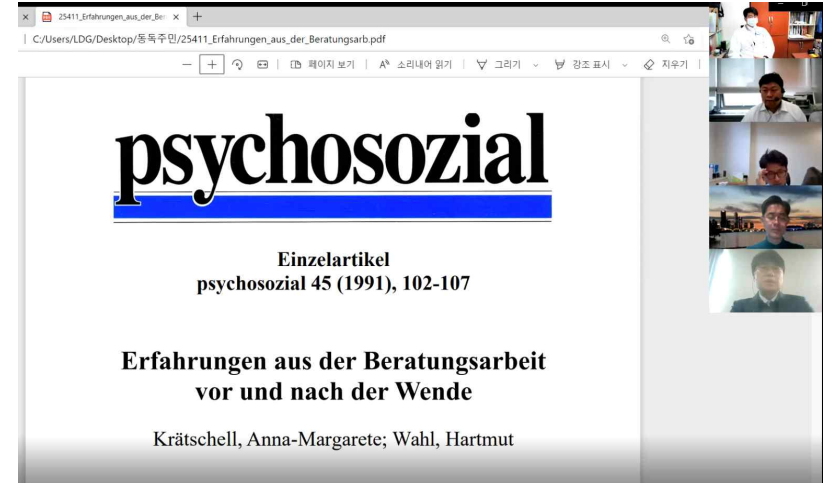 25411_Erfahrungen_aus_der_Ber
C:/Users/LDG/Desktop/동독주민/25411_Erfahrungen_aus_der_Beratungsarb.pdf
페이지 보기 | A 소리내어 읽기 | 그리기 강조 표시 지우기
psychosozial
Einzelartikel
psychosozial 45 (1991), 102-107
Erfahrungen aus der Beratungsarbeit
vor und nach der Wende
Krätschell, Anna-Margarete; Wahl, Hartmut